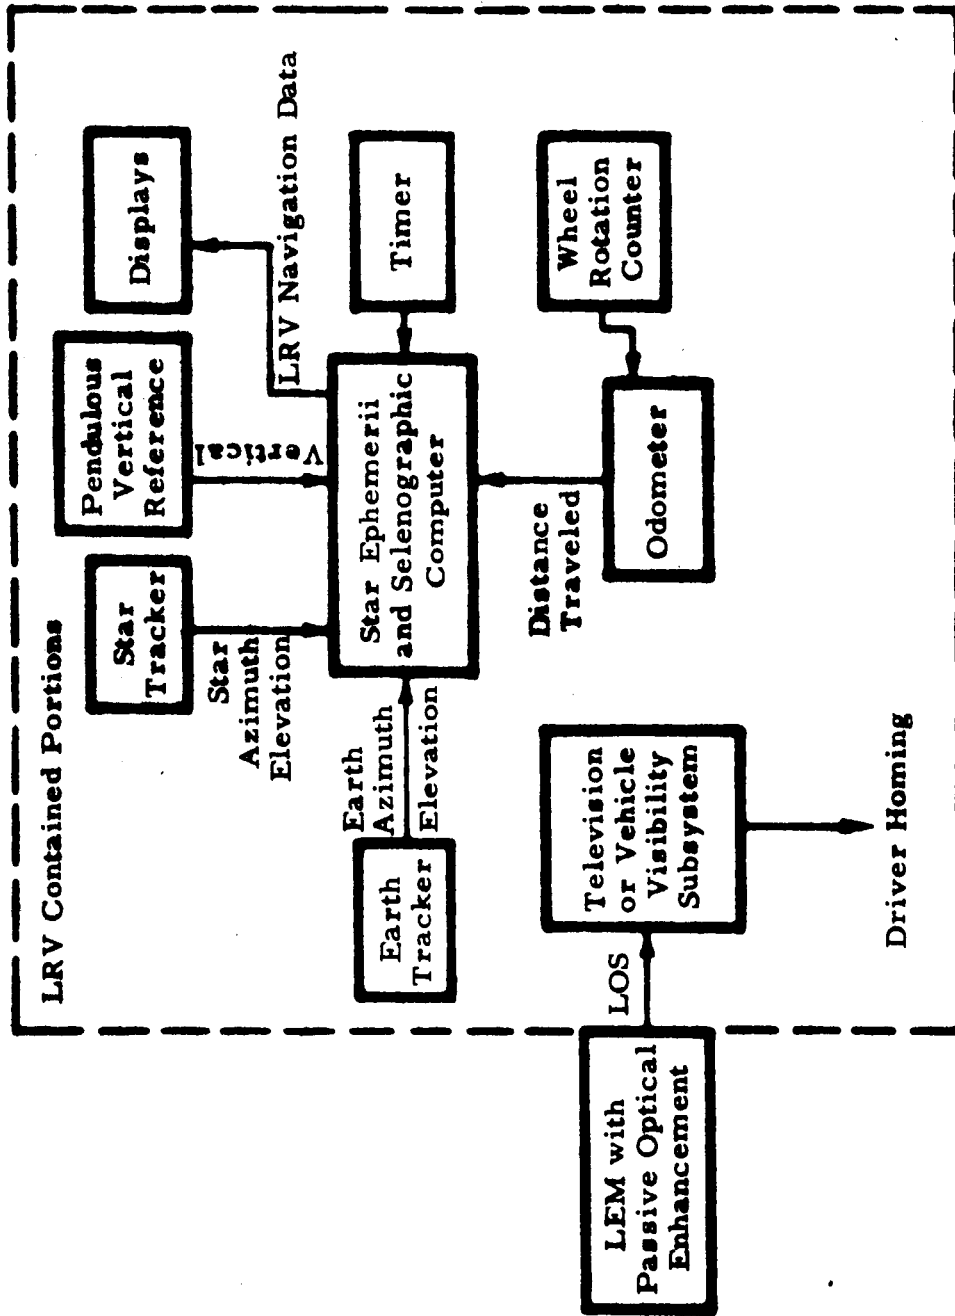 LRV Contained Portions
Star
Tracker
Pendulous
Vertical
Reference
Displays
Star
Azimuth
Elevation
Vertical
LRV Navigation Data
Earth
Tracker
Earth
Azimuth
Elevation
Star Ephemerii
and Selenographic
Computer
Timer
Distance
Traveled
Odometer
Wheel
Rotation
Counter
LEM with
Passive Optical
Enhancement
LOS
Television
or Vehicle
Visibility
Subsystem
Driver Homing